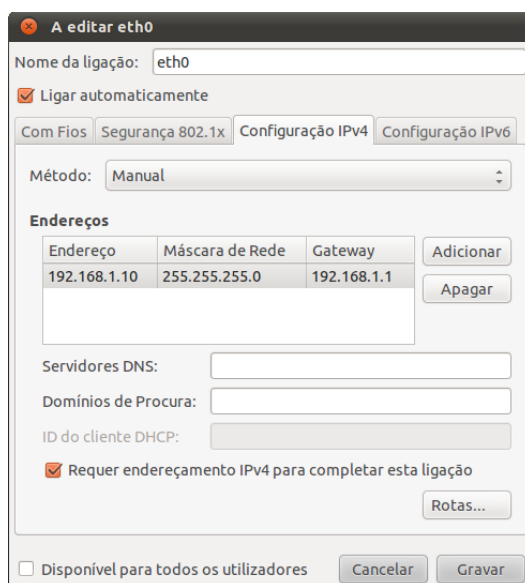 A editar eth0
Nome da ligação: eth0
Ligar automaticamente
Com Fios Segurança 802.1x Configuração IPv4 Configuração IPv6
Método: Manual
Endereços
Endereço Máscara de Rede Gateway Adicionar
192.168.1.10 255.255.255.0 192.168.1.1 Apagar
Servidores DNS:
Domínios de Procura:
ID do cliente DHCP:
Requer endereçamento IPv4 para completar esta ligação
Rotas...
Disponível para todos os utilizadores Cancelar Gravar